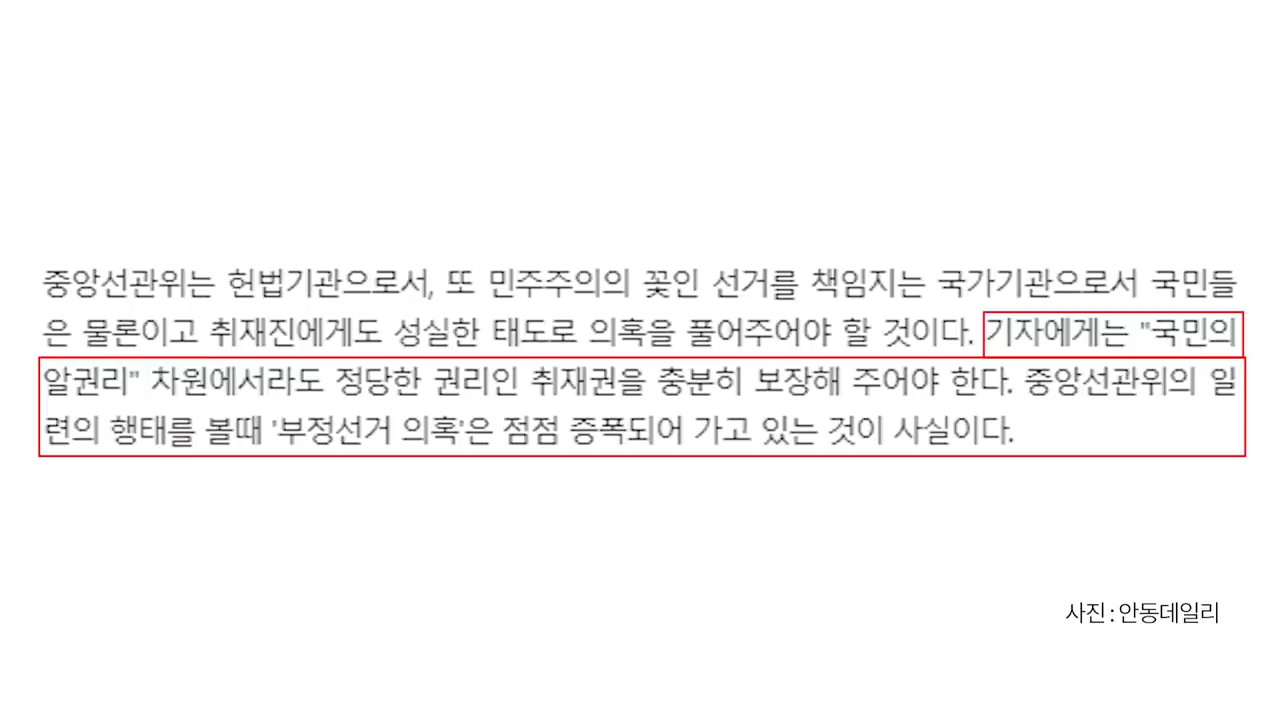 중앙선관위는 헌법기관으로서, 또 민주주의의 꽃인 선거를 책임지는 국가기관으로서 국민들
은 물론이고 취재진에게도 성실한 태도로 의혹을 풀어주어야 할 것이다. 기자에게는 "국민의
알권리" 차원에서라도 정당한 권리인 취재권을 충분히 보장해 주어야 한다. 중앙선관위의 일
련의 행태를 볼때 '부정선거 의혹'은 점점 증폭되어 가고 있는 것이 사실이다.
사진 : 안동데일리